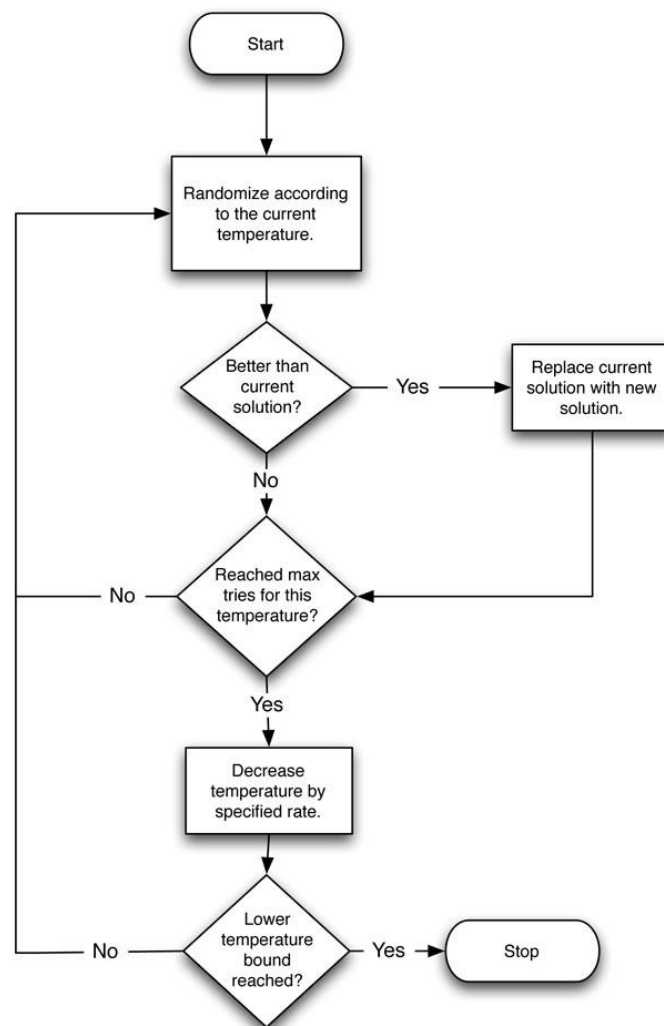 Start
Randomize according
to the current
temperature.
Better than
current
solution?
Yes
Replace current
solution with new
solution.
No
Reached max
tries for this
temperature?
No
Yes
Decrease
temperature by
specified rate.
Lower
temperature
bound
reached?
No
Yes
Stop